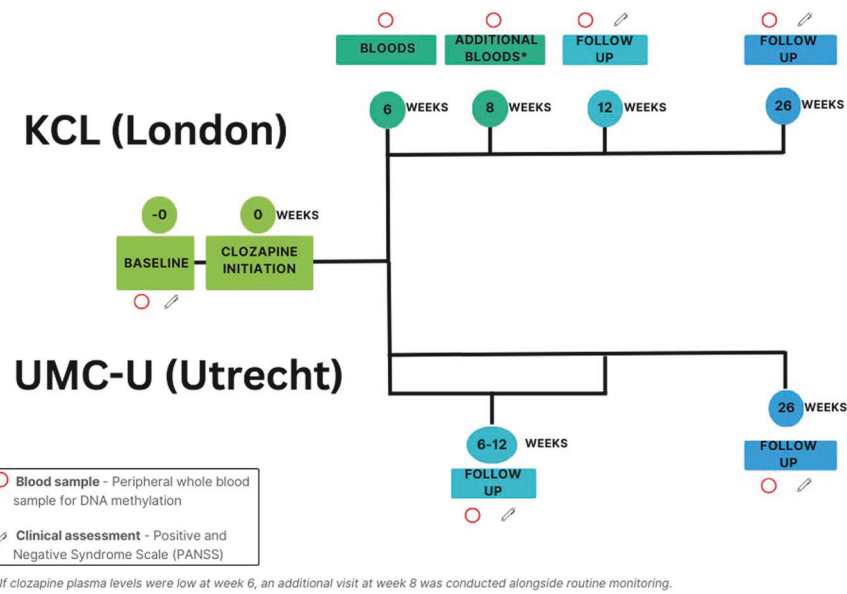 BLOODS
ADDITIONAL
BLOODS*
FOLLOW
UP
FOLLOW
UP
6 WEEKS
8 WEEKS
12 WEEKS
26 WEEKS
KCL (London)
-0
0 WEEKS
BASELINE
CLOZAPINE
INITIATION
UMC-U (Utrecht)
26 WEEKS
FOLLOW
UP
6-12 WEEKS
FOLLOW
UP
Blood sample - Peripheral whole blood
sample for DNA methylation
Clinical assessment - Positive and
Negative Syndrome Scale (PANSS)
If clozapine plasma levels were low at week 6, an additional visit at week 8 was conducted alongside routine monitoring.